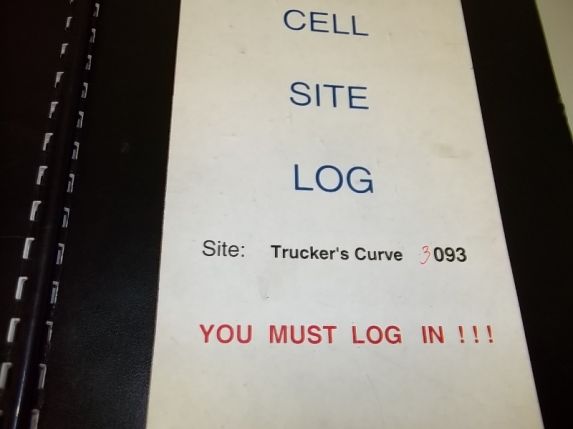 CELL
SITE
LOG
Site: Trucker's Curve 3093
YOU MUST LOG IN !!!